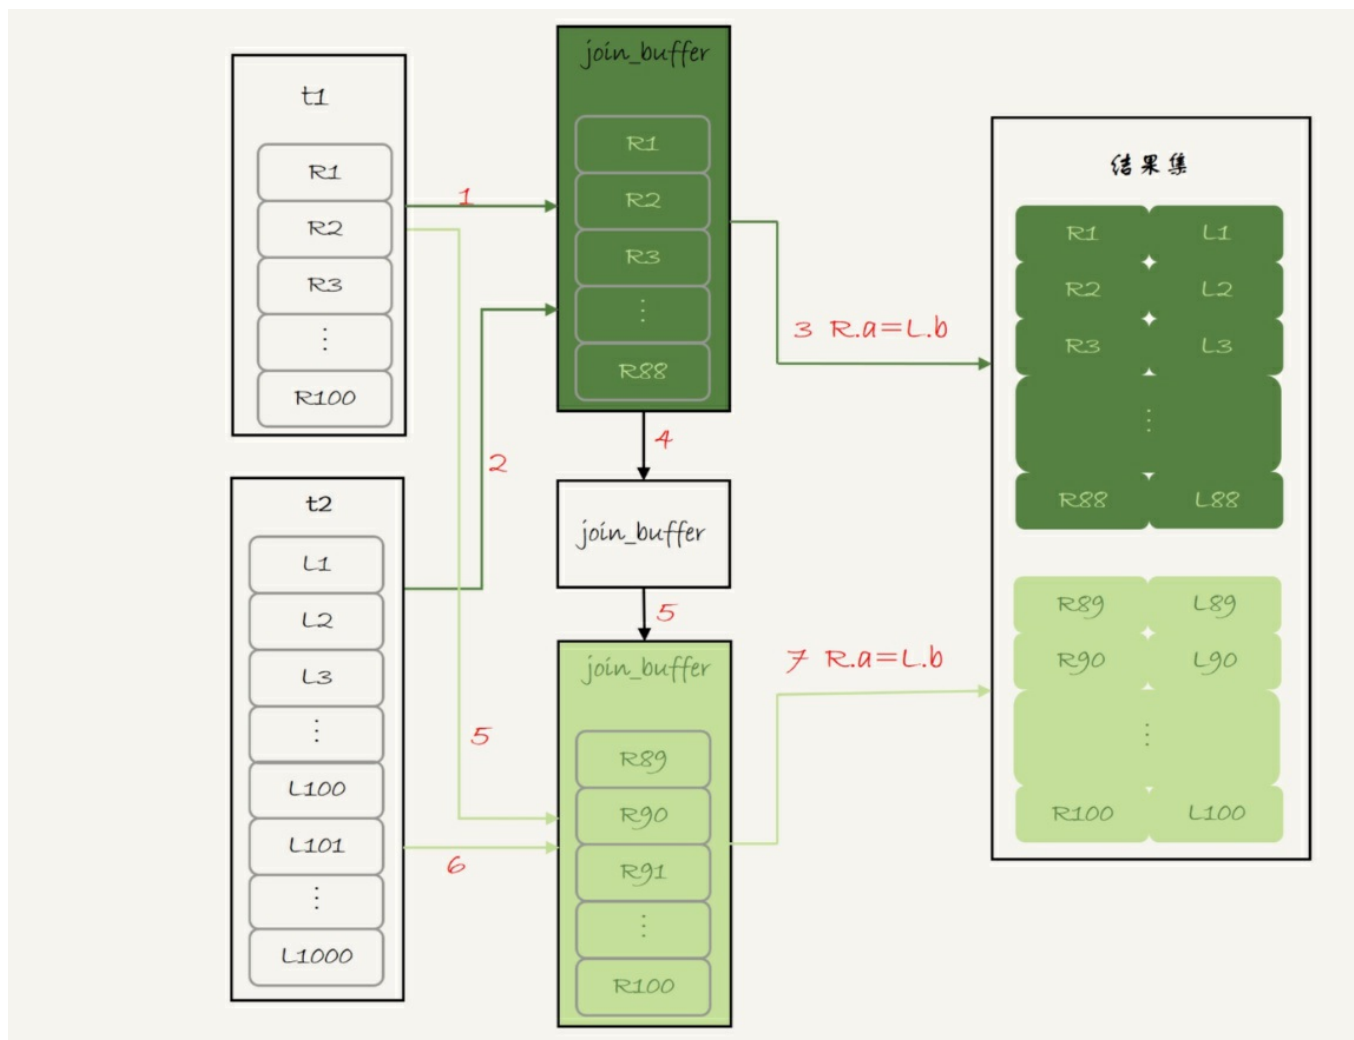 t1
R1
R2
R3
⋮
R100
t2
L1
L2
L3
⋮
L100
L101
⋮
L1000
1
2
5
6
join_buffer
R1
R2
R3
⋮
R88
4
join_buffer
5
join_buffer
R89
R90
R91
⋮
R100
3 R.a=L.b
7 R.a=L.b
结果集
R1 L1
R2 L2
R3 L3
⋮
R88 L88
R89 L89
R90 L90
⋮
R100 L100